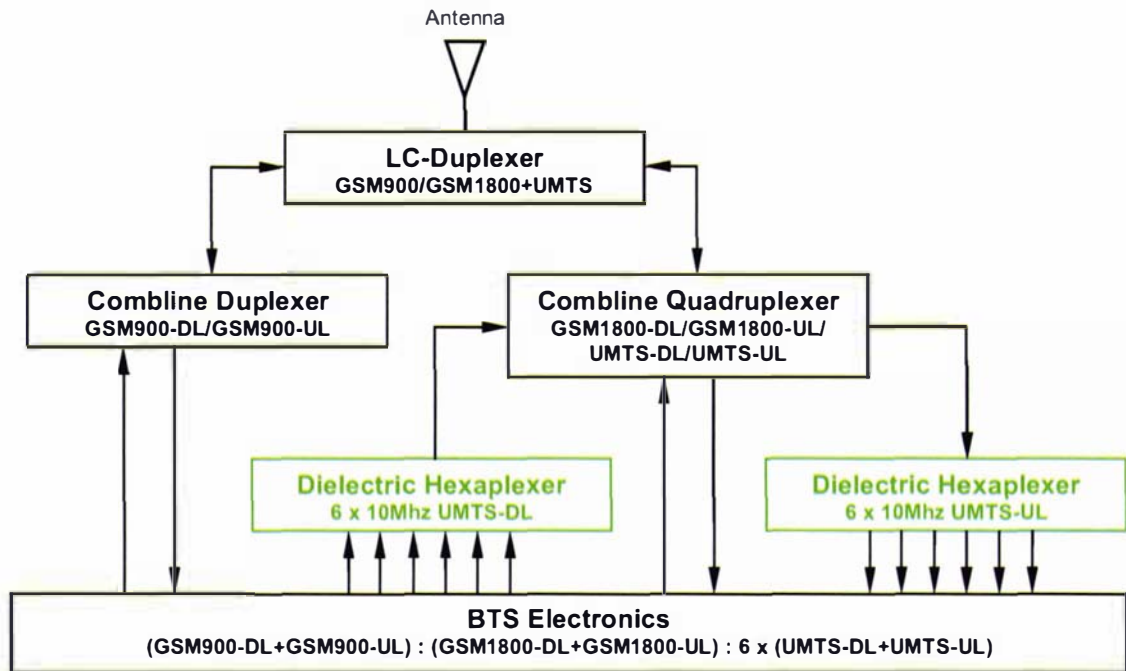 Antenna
LC-Duplexer
GSM900/GSM1800+UMTS
Combline Duplexer
GSM900-DL/GSM900-UL
Combline Quadruplexer
GSM1800-DL/GSM1800-UL/
UMTS-DL/UMTS-UL
Dielectric Hexaplexer
6 x 10Mhz UMTS-DL
Dielectric Hexaplexer
6 x 10Mhz UMTS-UL
BTS Electronics
(GSM900-DL+GSM900-UL) : (GSM1800-DL+GSM1800-UL) : 6 x (UMTS-DL+UMTS-UL)